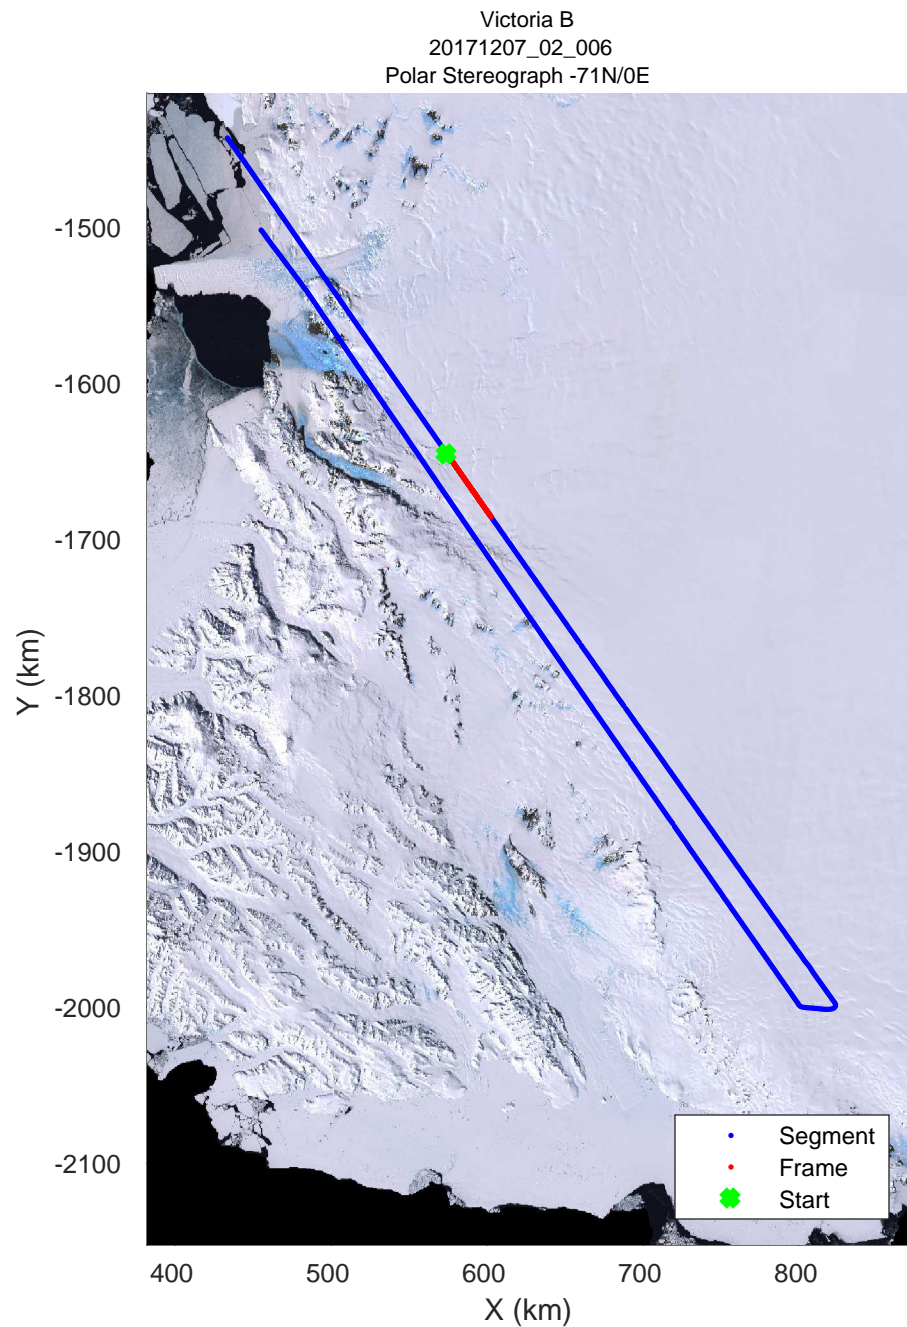 Victoria B
20171207_02_006
Polar Stereograph -71N/0E
-1500
-1600
-1700
-1800
-1900
-2000
-2100
Y (km)
400
500
600
700
800
X (km)
Segment
Frame
Start